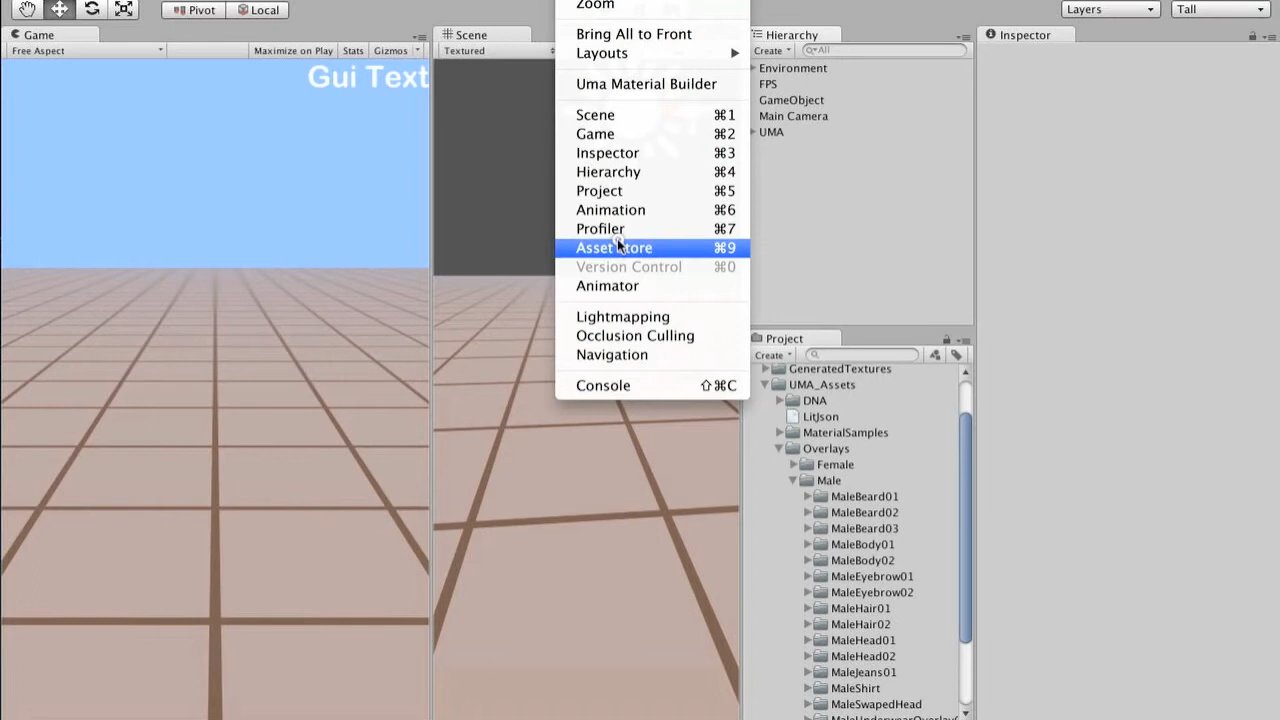 Pivot
Local
Layers
Tall
Game
Free Aspect
Maximize on Play
Stats
Gizmos
Gui Text
Scene
Textured
Zoom
Bring All to Front
Layouts
Uma Material Builder
Scene ⌘1
Game ⌘2
Inspector ⌘3
Hierarchy ⌘4
Project ⌘5
Animation ⌘6
Profiler ⌘7
Asset Store ⌘9
Version Control ⌘0
Animator
Lightmapping
Occlusion Culling
Navigation
Console ⇧⌘C
Hierarchy
Create
All
Environment
FPS
GameObject
Main Camera
UMA
Project
Create
GeneratedTextures
UMA_Assets
DNA
LitJson
MaterialSamples
Overlays
Female
Male
MaleBeard01
MaleBeard02
MaleBeard03
MaleBody01
MaleBody02
MaleEyebrow01
MaleEyebrow02
MaleHair01
MaleHair02
MaleHead01
MaleHead02
MaleJeans01
MaleShirt
MaleSwapedHead
Inspector